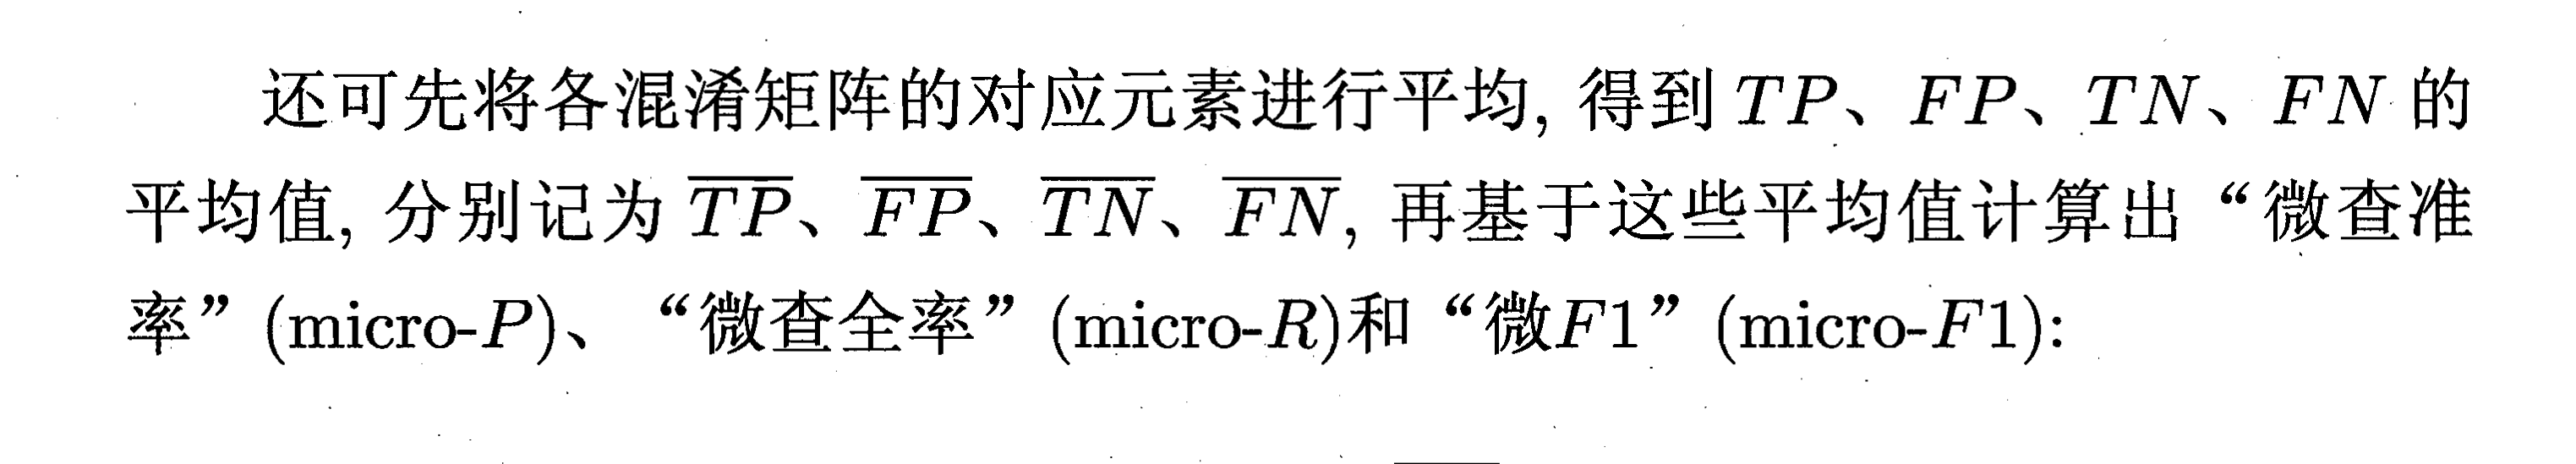 还可先将各混淆矩阵的对应元素进行平均, 得到 TP、FP、TN、FN 的
平均值, 分别记为 $\overline{TP}$、$\overline{FP}$、$\overline{TN}$、$\overline{FN}$, 再基于这些平均值计算出“微查准
率”(micro-P)、“微查全率”(micro-R)和“微F1”(micro-F1):